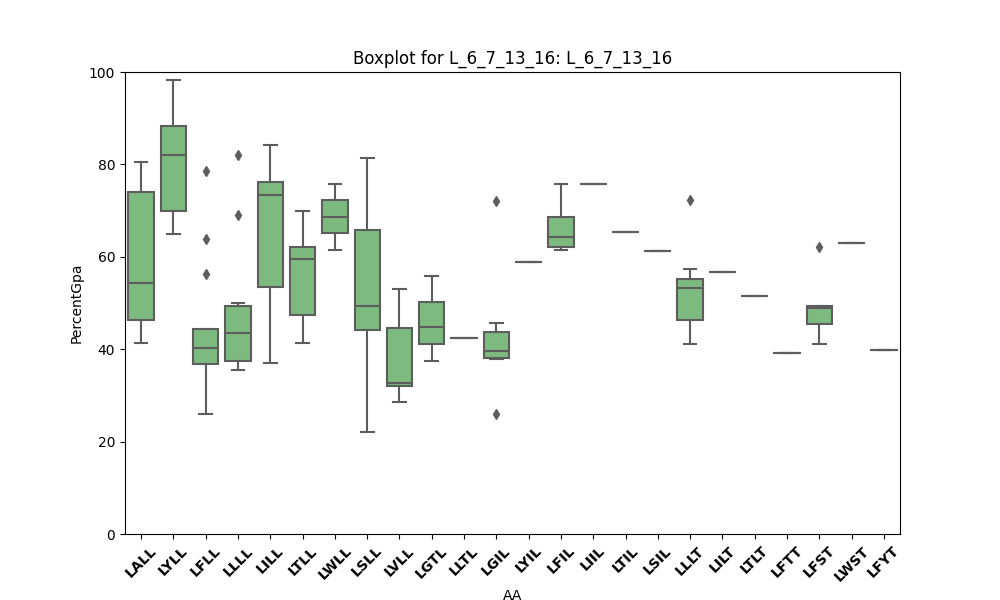 Boxplot for L_6_7_13_16: L_6_7_13_16
PercentGpa
100
80
60
40
20
0
LALL LYLL LFLL LLLL LILL LTLL LWLL LSLL LVLL LGTL LLTL LGIL LYIL LFIL LIIL LTIL LSIL LLLT LILT LTLT LFTT LFST LWST LFYT
AA